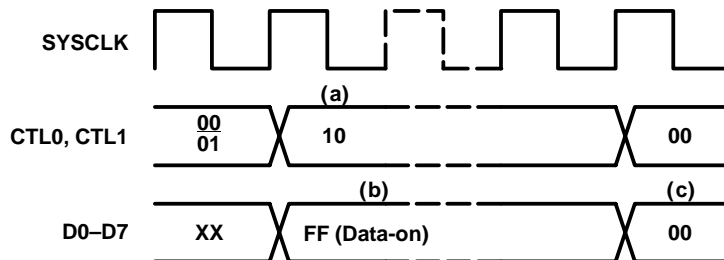 SYSCLK
(a)
CTL0, CTL1
00
01
10
00
(b)
(c)
D0–D7
XX
FF (Data-on)
00